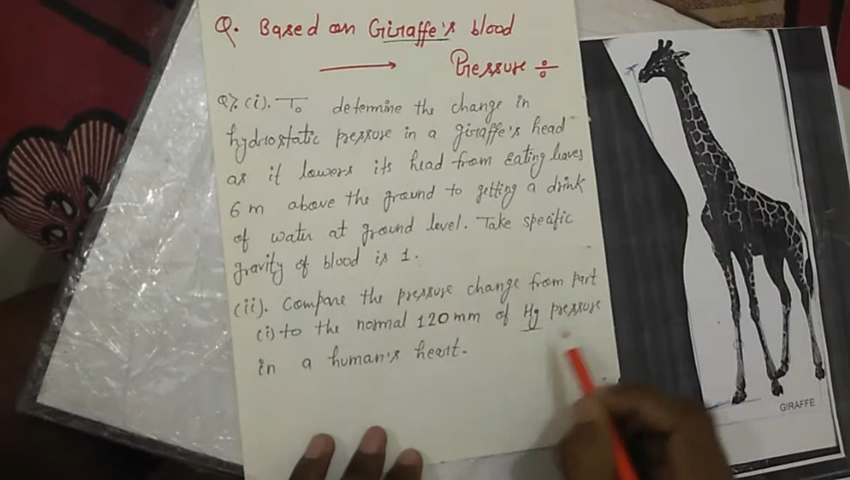 Q. Based on Giraffe's blood
Pressure ÷
Q/. (i). To determine the change in
hydrostatic pressure in a giraffe's head
as it lowers its head from Eating leaves
6 m above the ground to getting a drink
of water at ground level. Take specific
gravity of blood is 1.
(ii). Compare the pressure change from part
(i) to the normal 120 mm of Hg pressure
in a human's heart.
GIRAFFE